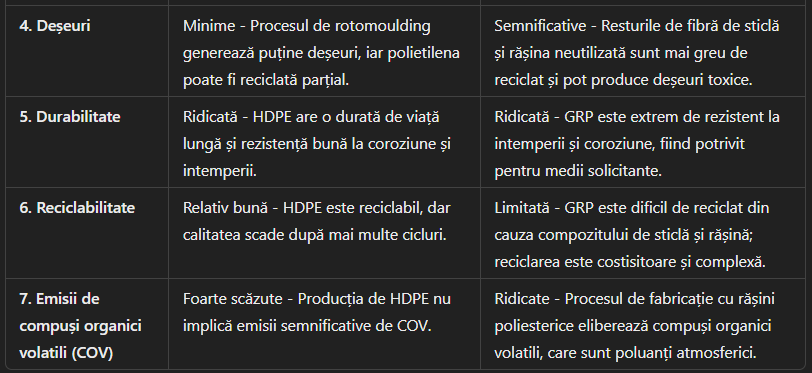 4. Deșeuri
Minime - Procesul de rotomoulding
generează puține deșeuri, iar polietilena
poate fi reciclată parțial.
Semnificative - Resturile de fibră de sticlă
și rășina neutilizată sunt mai greu de
reciclat și pot produce deșeuri toxice.
5. Durabilitate
Ridicată - HDPE are o durată de viață
lungă și rezistență bună la coroziune și
intemperii.
Ridicată - GRP este extrem de rezistent la
intemperii și coroziune, fiind potrivit
pentru medii solicitante.
6. Reciclabilitate
Relativ bună - HDPE este reciclabil, dar
calitatea scade după mai multe cicluri.
Limitată - GRP este dificil de reciclat din
cauza compozitului de sticlă și rășină;
reciclarea este costisitoare și complexă.
7. Emisii de
compuși organici
volatili (COV)
Foarte scăzute - Producția de HDPE nu
implică emisii semnificative de COV.
Ridicate - Procesul de fabricație cu rășini
poliesterice eliberează compuși organici
volatili, care sunt poluanți atmosferici.